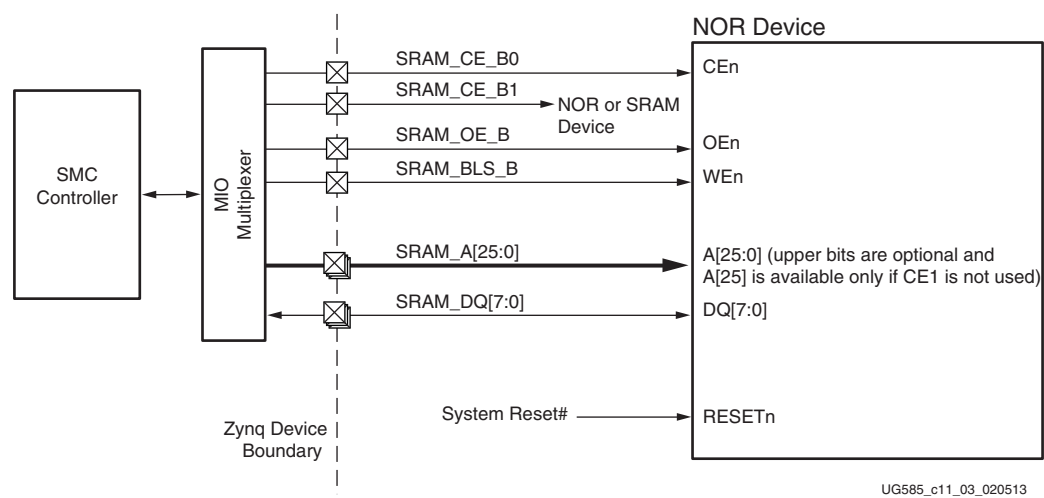 NOR Device
SRAM_CE_B0
CEn
SRAM_CE_B1
NOR or SRAM
Device
SRAM_OE_B
OEn
SRAM_BLS_B
WEn
SMC
Controller
MIO
Multiplexer
SRAM_A[25:0]
A[25:0] (upper bits are optional and
A[25] is available only if CE1 is not used)
SRAM_DQ[7:0]
DQ[7:0]
System Reset#
RESETn
Zynq Device
Boundary
UG585_c11_03_020513